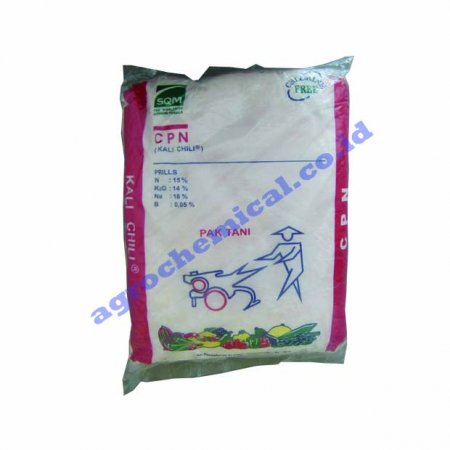 SQM
FREE
CPN
(KALI CHILI®)
PRILLS
N : 15 %
K₂O : 14 %
Na : 18 %
B : 0,05 %
PAK TANI
KALI CHILI®
CPN
agrochemical.co.id